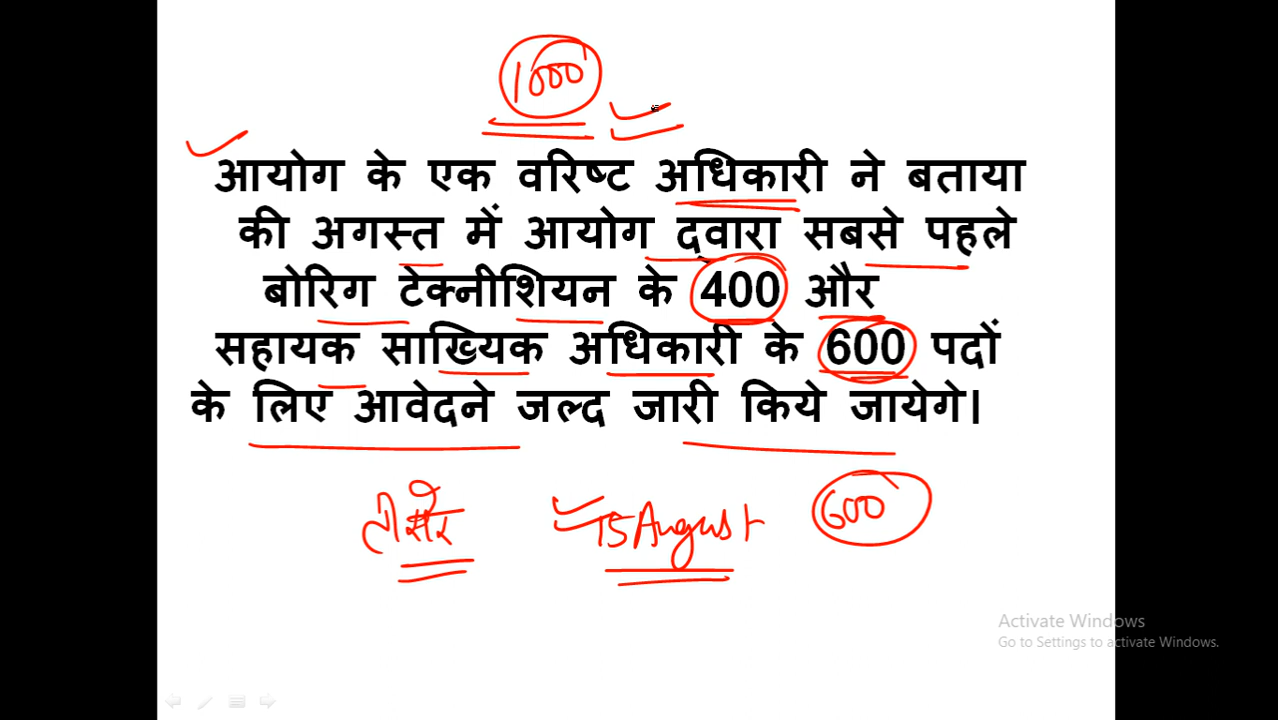 1000
आयोग के एक वरिष्ट अधिकारी ने बताया
की अगस्त में आयोग द्वारा सबसे पहले
बोरिग टेक्नीशियन के 400 और
सहायक साख्यिक अधिकारी के 600 पदों
के लिए आवेदने जल्द जारी किये जायेगे।
15 August 600
Activate Windows
Go to Settings to activate Windows.